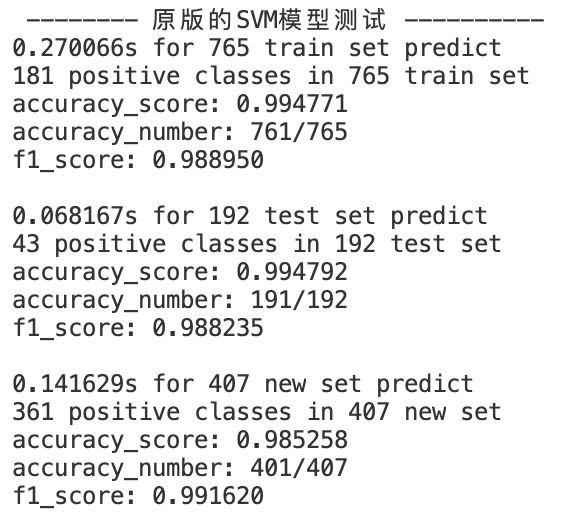 -------- 原版的SVM模型测试 ----------
0.270066s for 765 train set predict
181 positive classes in 765 train set
accuracy_score: 0.994771
accuracy_number: 761/765
f1_score: 0.988950
0.068167s for 192 test set predict
43 positive classes in 192 test set
accuracy_score: 0.994792
accuracy_number: 191/192
f1_score: 0.988235
0.141629s for 407 new set predict
361 positive classes in 407 new set
accuracy_score: 0.985258
accuracy_number: 401/407
f1_score: 0.991620